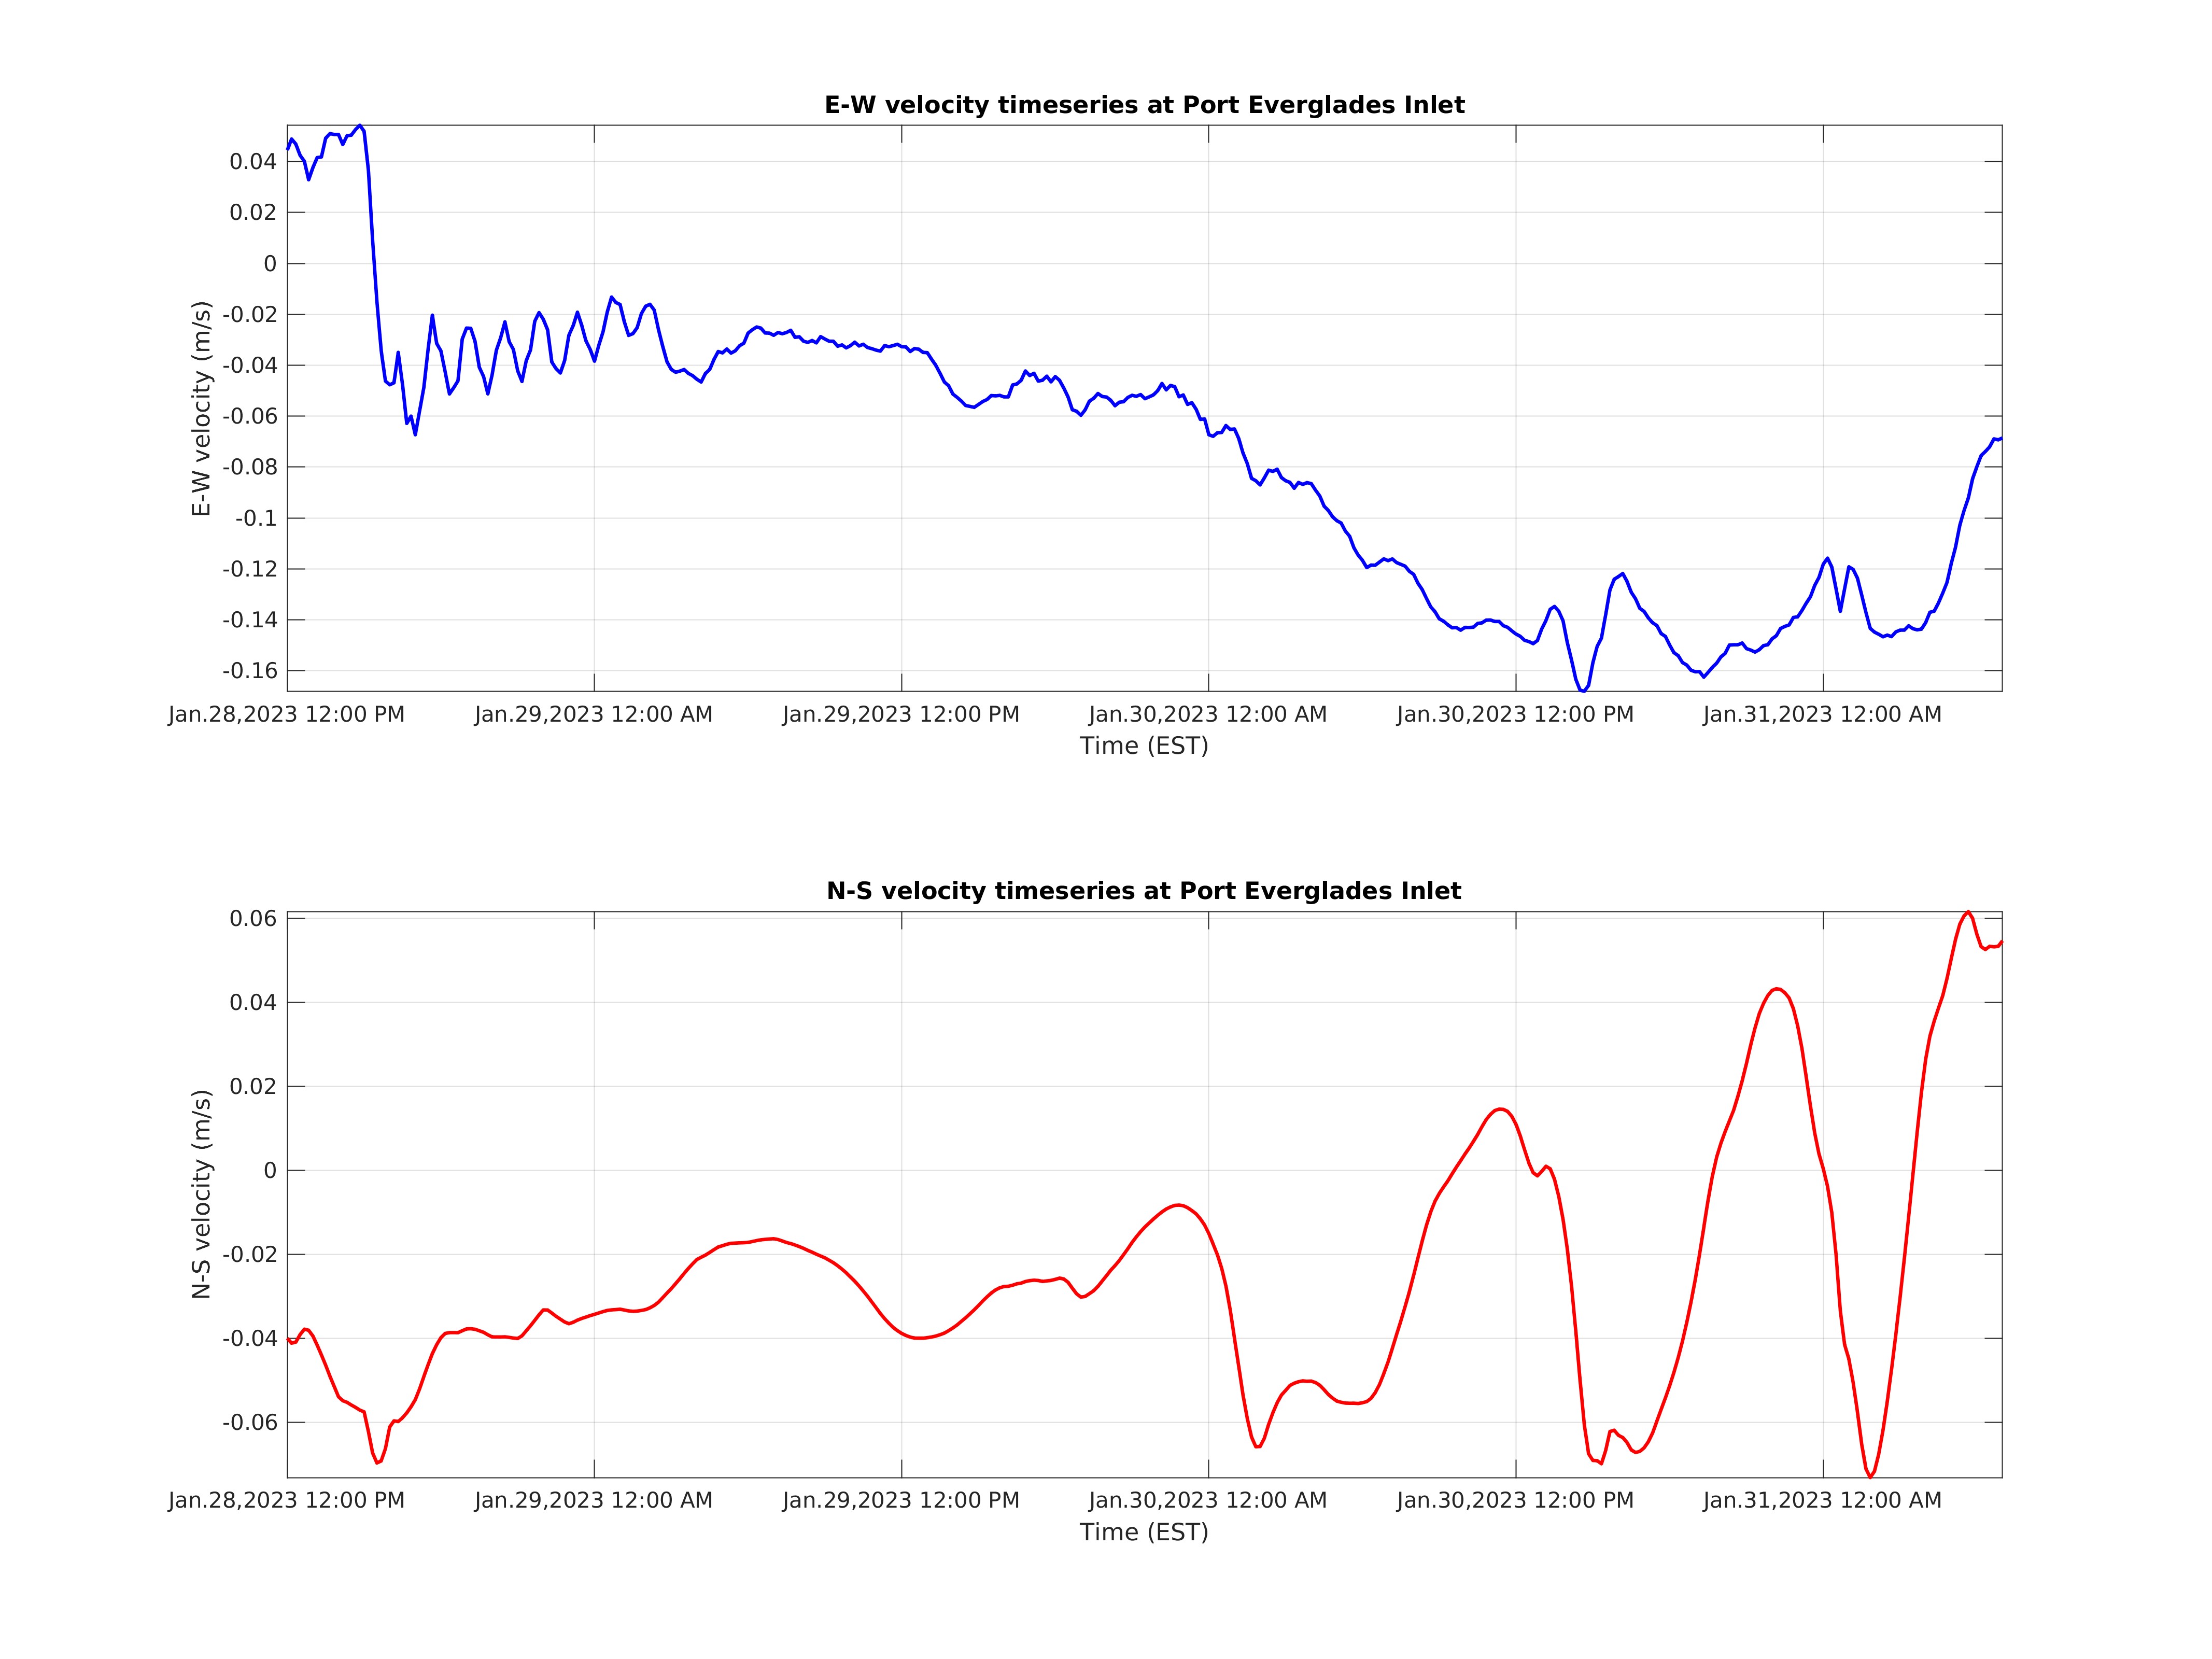 E-W velocity timeseries at Port Everglades Inlet
E-W velocity (m/s)
0.04
0.02
0
-0.02
-0.04
-0.06
-0.08
-0.1
-0.12
-0.14
-0.16
Jan.28,2023 12:00 PM Jan.29,2023 12:00 AM Jan.29,2023 12:00 PM Jan.30,2023 12:00 AM Jan.30,2023 12:00 PM Jan.31,2023 12:00 AM
Time (EST)
N-S velocity timeseries at Port Everglades Inlet
N-S velocity (m/s)
0.06
0.04
0.02
0
-0.02
-0.04
-0.06
Jan.28,2023 12:00 PM Jan.29,2023 12:00 AM Jan.29,2023 12:00 PM Jan.30,2023 12:00 AM Jan.30,2023 12:00 PM Jan.31,2023 12:00 AM
Time (EST)